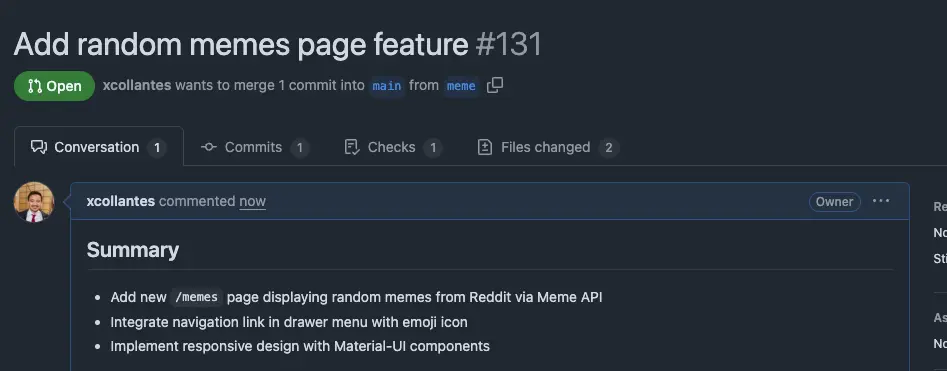 Add random memes page feature #131
Open xcollantes wants to merge 1 commit into main from meme
Conversation 1 Commits 1 Checks 1 Files changed 2
xcollantes commented now Owner
Summary
Add new /memes page displaying random memes from Reddit via Meme API
Integrate navigation link in drawer menu with emoji icon
Implement responsive design with Material-UI components